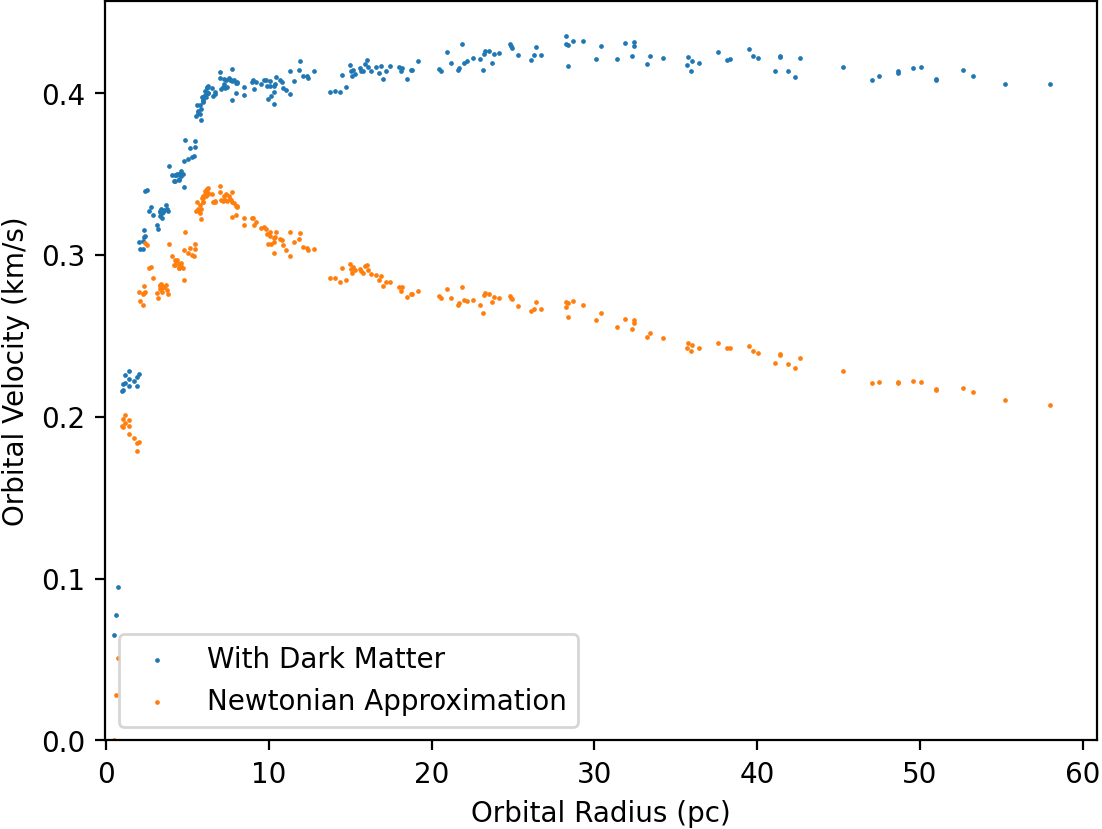 Orbital Velocity (km/s)
0.4
0.3
0.2
0.1
0.0
With Dark Matter
Newtonian Approximation
0 10 20 30 40 50 60
Orbital Radius (pc)